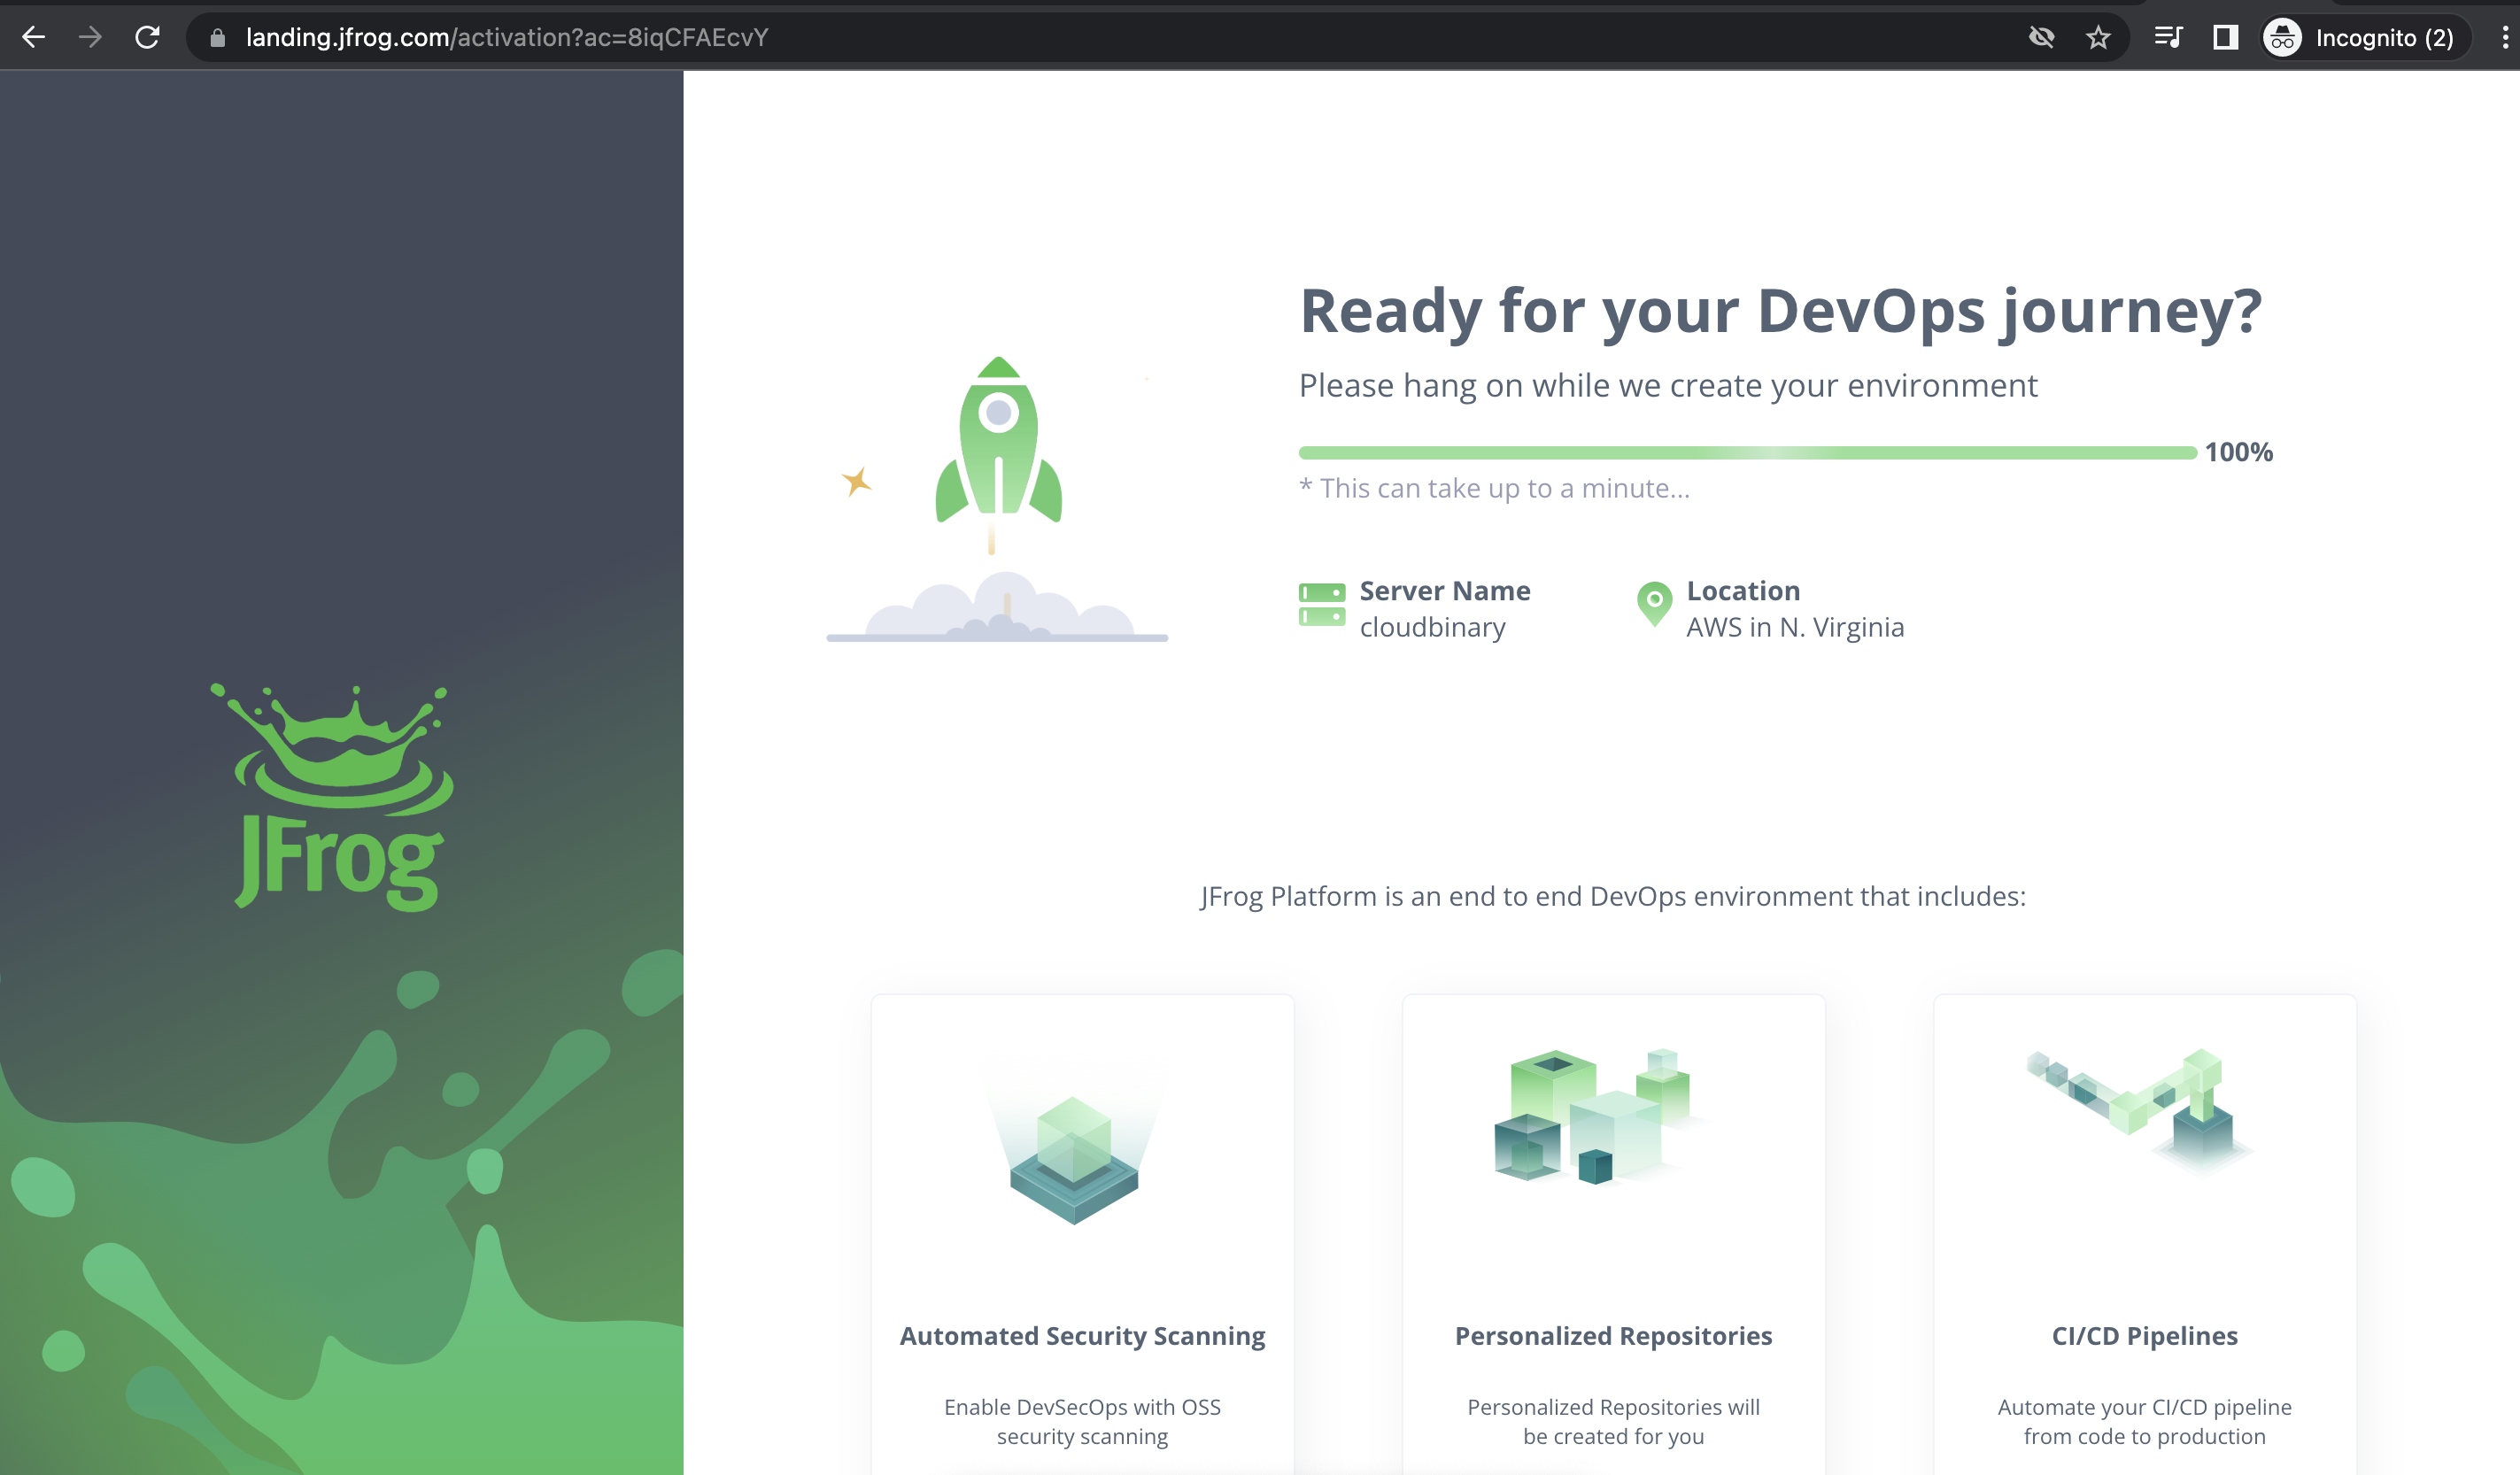 landing.jfrog.com/activation?ac=8iqCFAEcvY
Incognito (2)
JFrog
Ready for your DevOps journey?
Please hang on while we create your environment
100%
* This can take up to a minute...
Server Name
cloudbinary
Location
AWS in N. Virginia
JFrog Platform is an end to end DevOps environment that includes:
Automated Security Scanning
Enable DevSecOps with OSS
security scanning
Personalized Repositories
Personalized Repositories will
be created for you
CI/CD Pipelines
Automate your CI/CD pipeline
from code to production